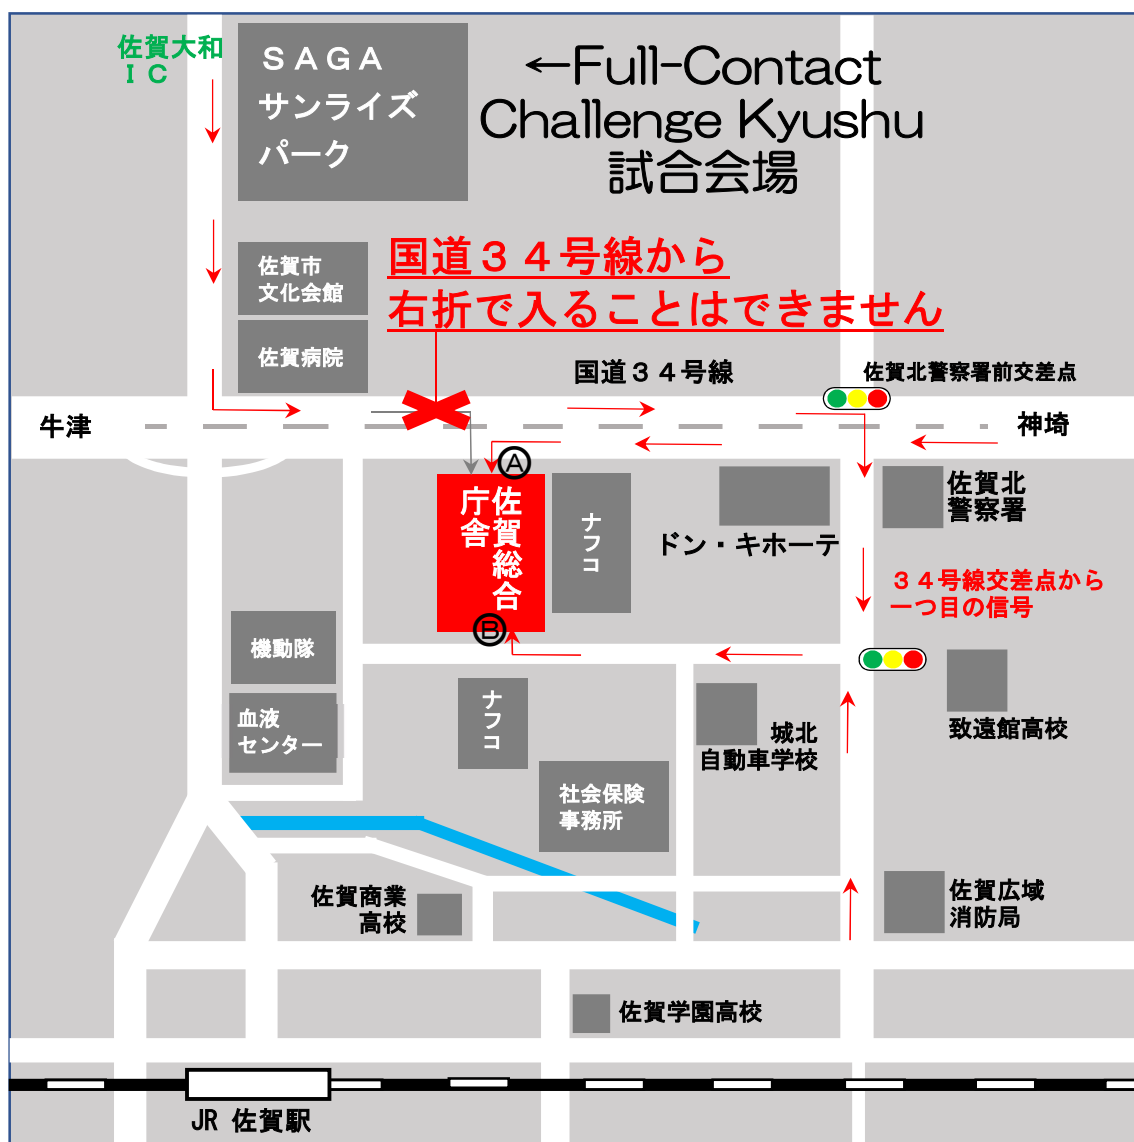 佐賀大和
ＩＣ
ＳＡＧＡ
サンライズ
パーク
←Full-Contact
Challenge Kyushu
試合会場
佐賀市
文化会館
国道３４号線から
右折で入ることはできません
佐賀病院
国道３４号線
佐賀北警察署前交差点
牛津
神埼
Ⓐ
佐賀総合
庁舎
ナフコ
ドン・キホーテ
佐賀北
警察署
３４号線交差点から
一つ目の信号
Ⓑ
機動隊
血液
センター
ナフコ
城北
自動車学校
致遠館高校
社会保険
事務所
佐賀商業
高校
佐賀広域
消防局
佐賀学園高校
JR 佐賀駅